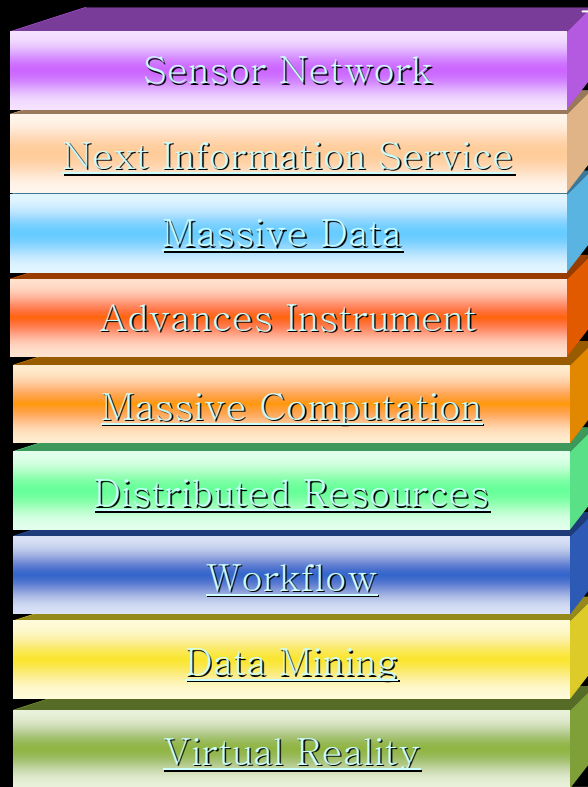 Sensor Network
Next Information Service
Massive Data
Advances Instrument
Massive Computation
Distributed Resources
Workflow
Data Mining
Virtual Reality